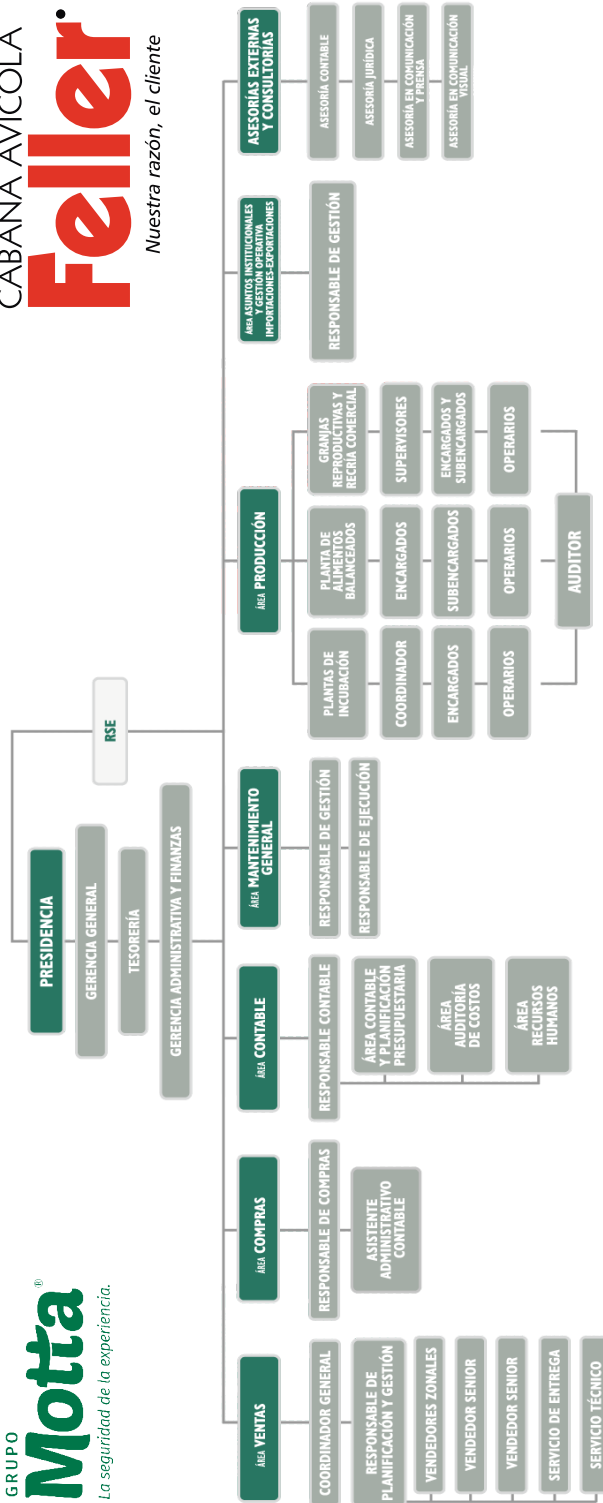 GRUPO
Motta®
La seguridad de la experiencia.
CABAÑA AVÍCOLA
Feller
Nuestra razón, el cliente
PRESIDENCIA
GERENCIA GENERAL
TESORERÍA
GERENCIA ADMINISTRATIVA Y FINANZAS
RSE
ÁREA VENTAS
COORDINADOR GENERAL
RESPONSABLE DE
PLANIFICACIÓN Y GESTIÓN
VENDEDORES ZONALES
VENDEDOR SENIOR
VENDEDOR SENIOR
SERVICIO DE ENTREGA
SERVICIO TÉCNICO
ÁREA COMPRAS
RESPONSABLE DE COMPRAS
ASISTENTE
ADMINISTRATIVO
CONTABLE
ÁREA CONTABLE
RESPONSABLE CONTABLE
ÁREA CONTABLE
Y PLANIFICACIÓN
PRESUPUESTARIA
ÁREA
AUDITORÍA
DE COSTOS
ÁREA
RECURSOS
HUMANOS
ÁREA MANTENIMIENTO
GENERAL
RESPONSABLE DE GESTIÓN
RESPONSABLE DE EJECUCIÓN
ÁREA PRODUCCIÓN
PLANTAS DE
INCUBACIÓN
COORDINADOR
ENCARGADOS
OPERARIOS
PLANTA DE
ALIMENTOS
BALANCEADOS
ENCARGADOS
SUBENCARGADOS
OPERARIOS
GRANJAS
REPRODUCTIVAS Y
RECRÍA COMERCIAL
SUPERVISORES
ENCARGADOS Y
SUBENCARGADOS
OPERARIOS
AUDITOR
ÁREA ASUNTOS INSTITUCIONALES
Y GESTIÓN OPERATIVA
IMPORTACIONES-EXPORTACIONES
RESPONSABLE DE GESTIÓN
ASESORÍAS EXTERNAS
Y CONSULTORÍAS
ASESORÍA CONTABLE
ASESORÍA JURÍDICA
ASESORÍA EN COMUNICACIÓN
Y PRENSA
ASESORÍA EN COMUNICACIÓN
VISUAL